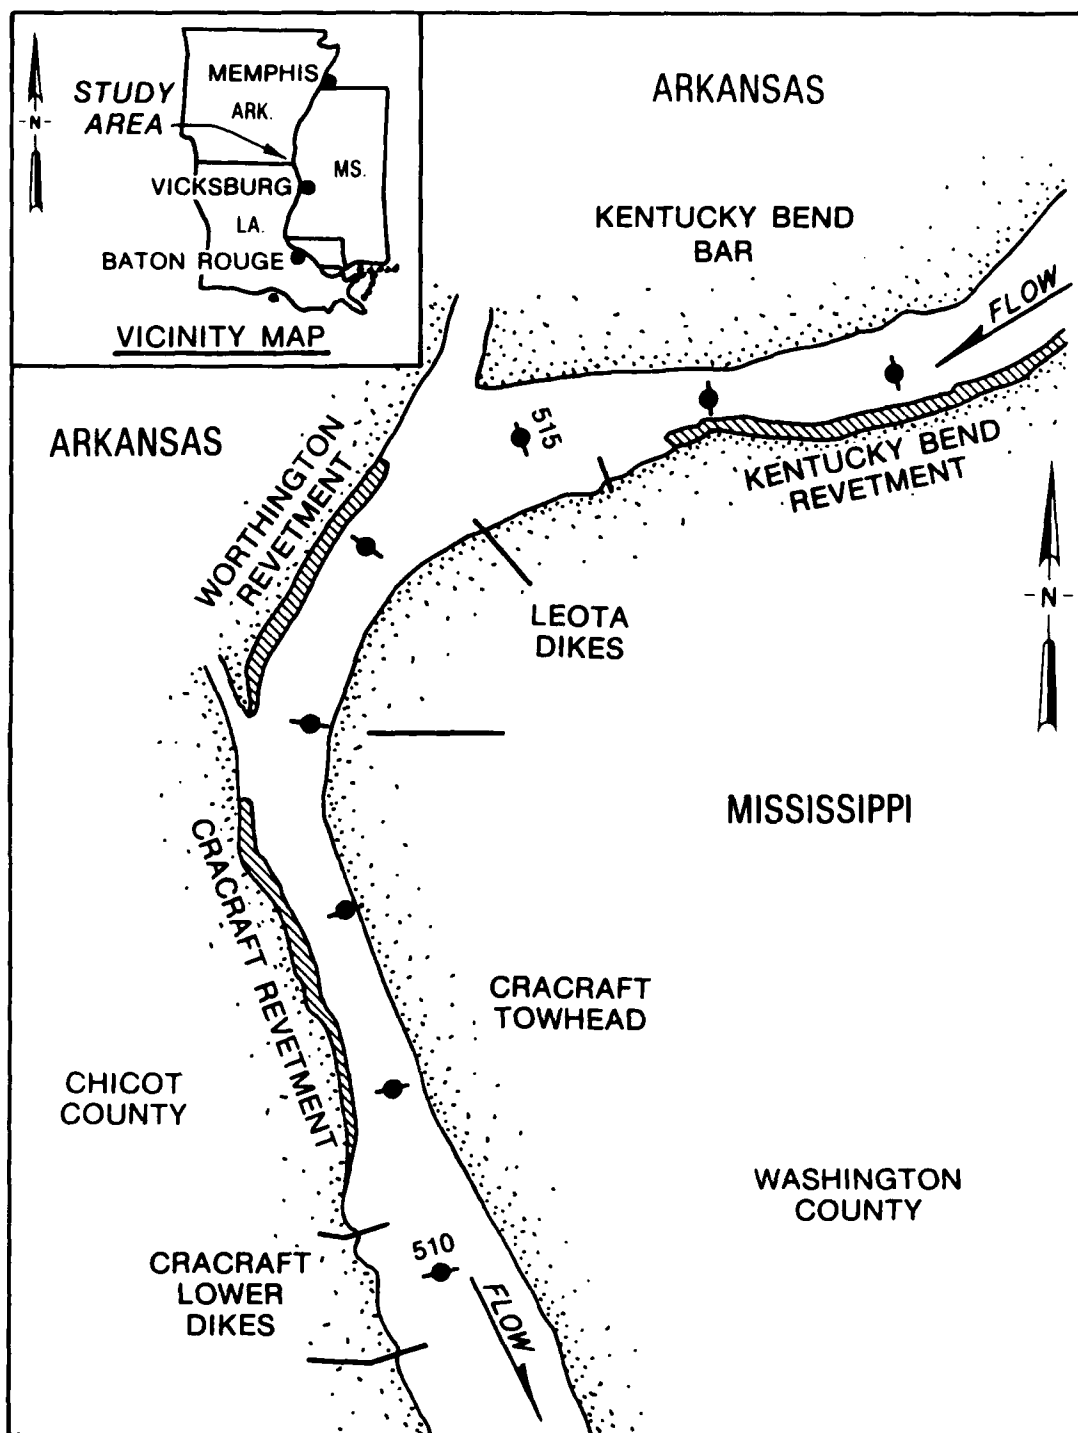 MEMPHIS
STUDY
AREA
ARK.
-N-
MS.
VICKSBURG
LA.
BATON ROUGE
VICINITY MAP
ARKANSAS
KENTUCKY BEND
BAR
FLOW
ARKANSAS
WORTHINGTON
REVETMENT
515
KENTUCKY BEND
REVETMENT
-N-
LEOTA
DIKES
MISSISSIPPI
CRACRAFT REVETMENT
CRACRAFT
TOWHEAD
CHICOT
COUNTY
WASHINGTON
COUNTY
510
CRACRAFT
LOWER
DIKES
FLOW